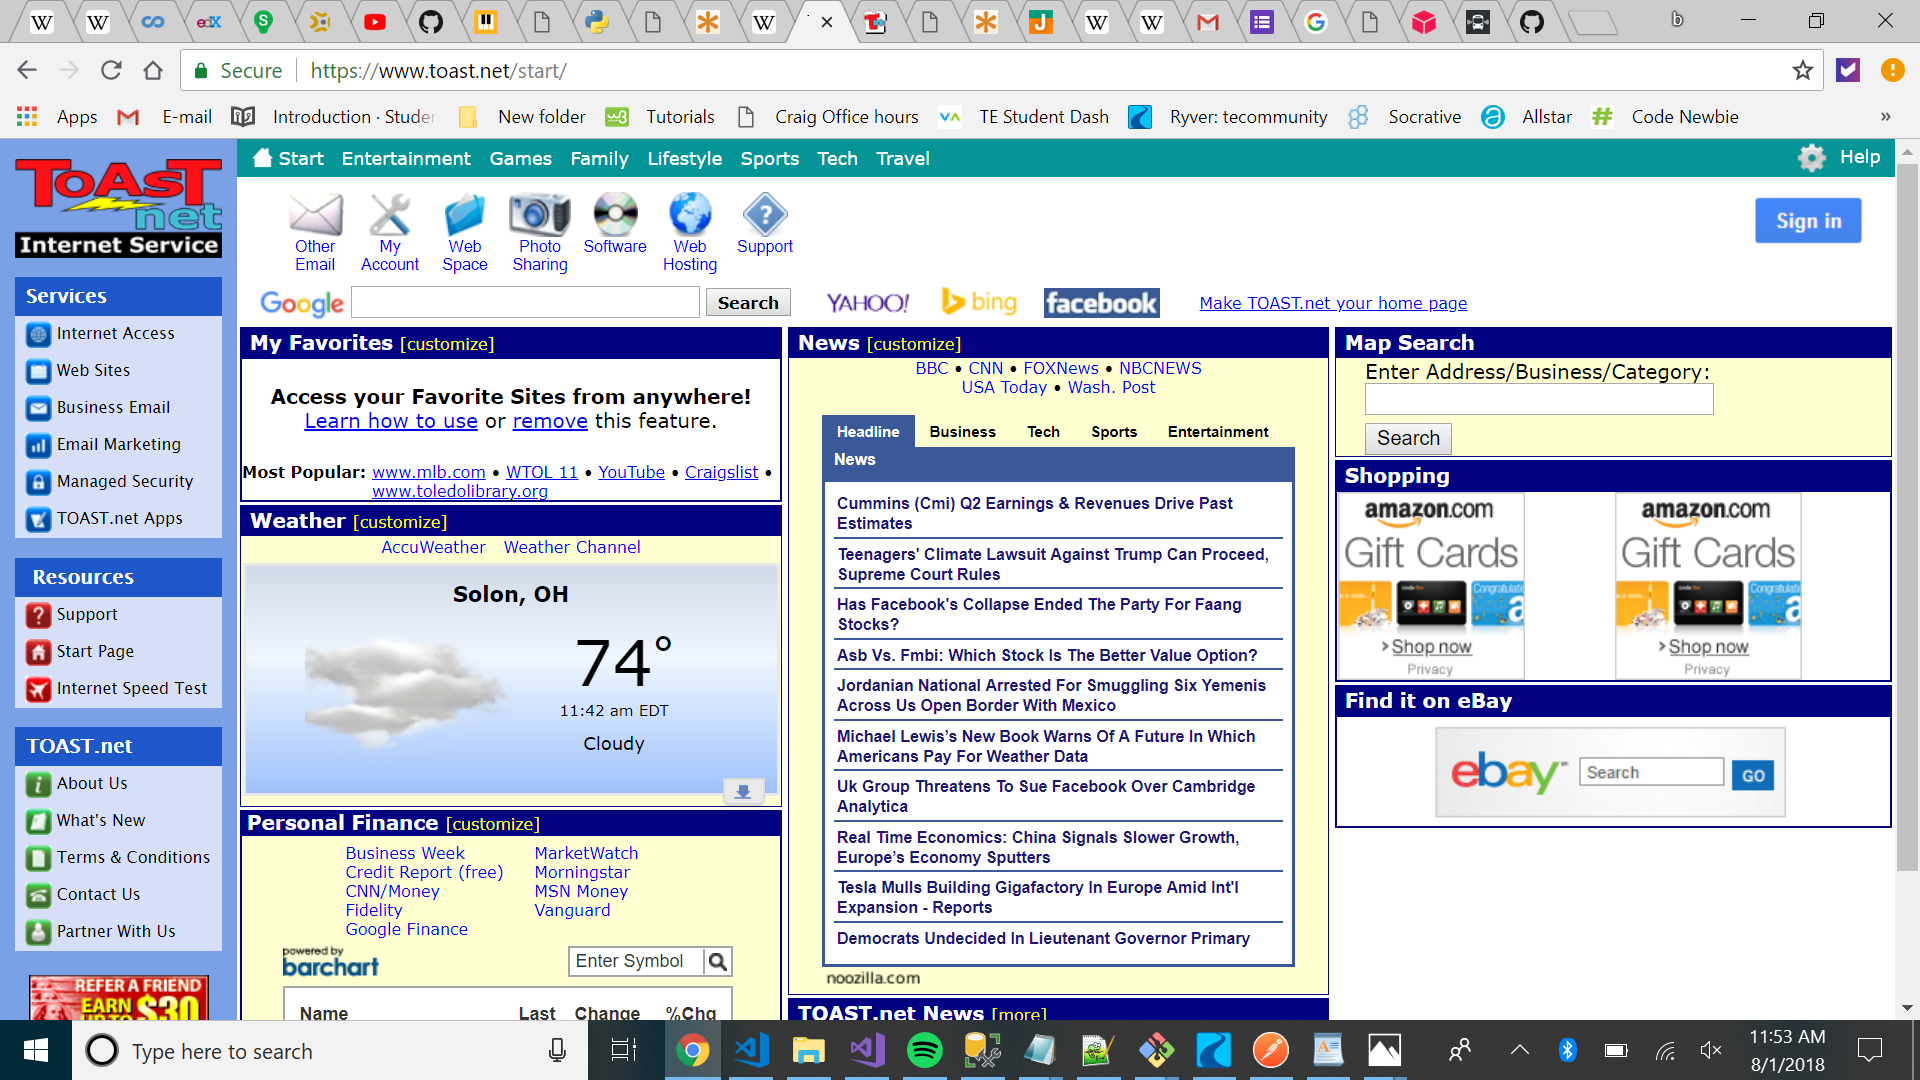 Secure
https://www.toast.net/start/
Apps
E-mail
Introduction · Studer
New folder
Tutorials
Craig Office hours
TE Student Dash
Ryver: tecommunity
Socrative
Allstar
Code Newbie
»
ToAsT
net
Internet Service
Start Entertainment Games Family Lifestyle Sports Tech Travel
Help
Other
Email
My
Account
Web
Space
Photo
Sharing
Software
Web
Hosting
Support
Sign in
Google
Search
YAHOO!
bing
facebook
Make TOAST.net your home page
Services
Internet Access
Web Sites
Business Email
Email Marketing
Managed Security
TOAST.net Apps
Resources
Support
Start Page
Internet Speed Test
TOAST.net
About Us
What's New
Terms & Conditions
Contact Us
Partner With Us
REFER A FRIEND
EARN
UP TO $30
My Favorites [customize]
Access your Favorite Sites from anywhere!
Learn how to use or remove this feature.
Most Popular: www.mlb.com • WTOL 11 • YouTube • Craigslist •
www.toledolibrary.org
Weather [customize]
AccuWeather Weather Channel
Solon, OH
74°
11:42 am EDT
Cloudy
Personal Finance [customize]
Business Week
Credit Report (free)
CNN/Money
Fidelity
Google Finance
MarketWatch
Morningstar
MSN Money
Vanguard
powered by
barchart
Enter Symbol
Name Last Change %Chg
News [customize]
BBC • CNN • FOXNews • NBCNEWS
USA Today • Wash. Post
Headline Business Tech Sports Entertainment
News
Cummins (Cmi) Q2 Earnings & Revenues Drive Past
Estimates
Teenagers' Climate Lawsuit Against Trump Can Proceed,
Supreme Court Rules
Has Facebook's Collapse Ended The Party For Faang
Stocks?
Asb Vs. Fmbi: Which Stock Is The Better Value Option?
Jordanian National Arrested For Smuggling Six Yemenis
Across Us Open Border With Mexico
Michael Lewis’s New Book Warns Of A Future In Which
Americans Pay For Weather Data
Uk Group Threatens To Sue Facebook Over Cambridge
Analytica
Real Time Economics: China Signals Slower Growth,
Europe’s Economy Sputters
Tesla Mulls Building Gigafactory In Europe Amid Int'l
Expansion - Reports
Democrats Undecided In Lieutenant Governor Primary
noozilla.com
TOAST.net News [more]
Map Search
Enter Address/Business/Category:
Search
Shopping
amazon.com
Gift Cards
> Shop now
Privacy
amazon.com
Gift Cards
> Shop now
Privacy
Find it on eBay
ebay
Search
GO
Type here to search
11:53 AM
8/1/2018